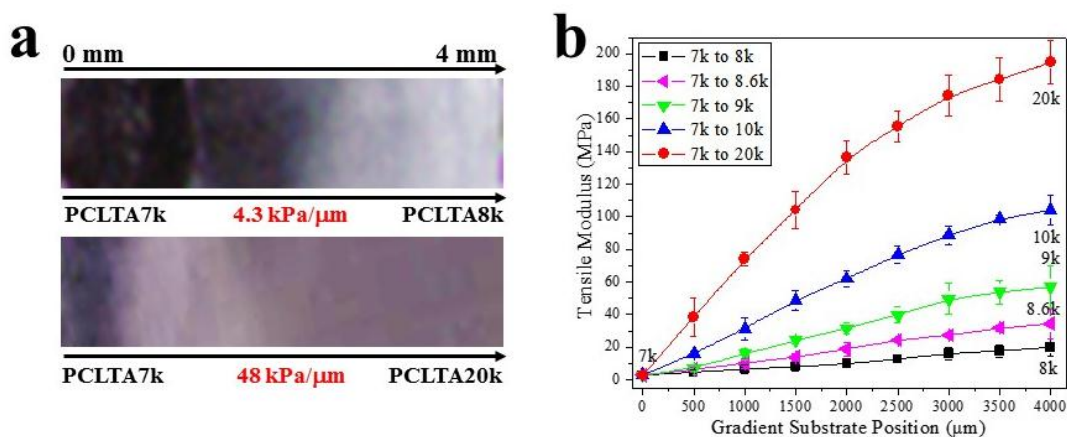 a
0 mm 4 mm
PCLTA7k 4.3 kPa/μm PCLTA8k
PCLTA7k 48 kPa/μm PCLTA20k
b
7k to 8k
7k to 8.6k
7k to 9k
7k to 10k
7k to 20k
20k
10k
9k
8.6k
8k
7k
200
180
160
140
120
100
80
60
40
20
0
Tensile Modulus (MPa)
0 500 1000 1500 2000 2500 3000 3500 4000
Gradient Substrate Position (μm)